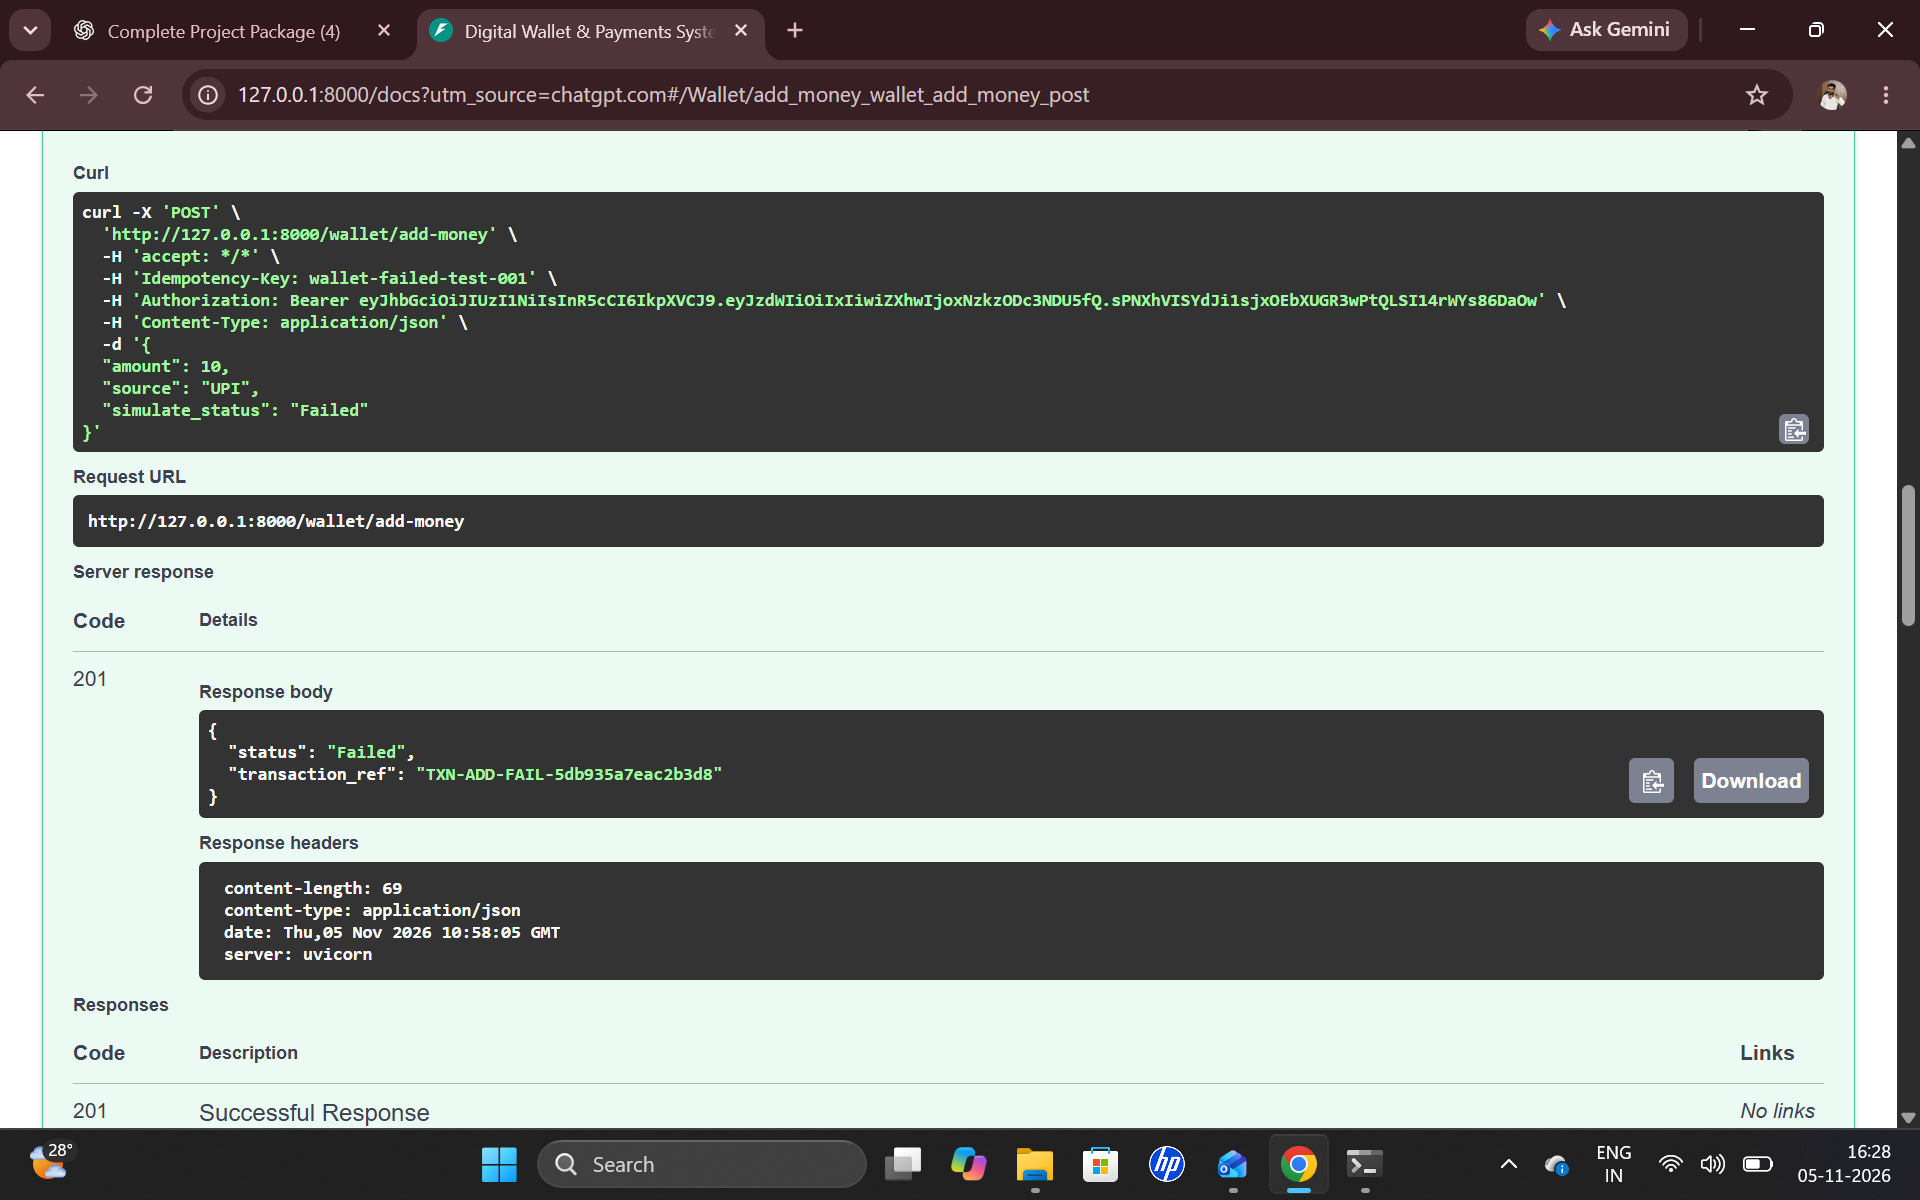 Complete Project Package (4)
Digital Wallet & Payments Syste
Ask Gemini
127.0.0.1:8000/docs?utm_source=chatgpt.com#/Wallet/add_money_wallet_add_money_post
Curl
curl -X 'POST' \
'http://127.0.0.1:8000/wallet/add-money' \
-H 'accept: */*' \
-H 'Idempotency-Key: wallet-failed-test-001' \
-H 'Authorization: Bearer eyJhbGciOiJIUzI1NiIsInR5cCI6IkpXVCJ9.eyJzdWIiOiIxIiwiZXhwIjoxNzkzODc3NDU5fQ.sPNXhVISYdJi1sjxOEbXUGR3wPtQLSI14rWYs86DaOw' \
-H 'Content-Type: application/json' \
-d '{
"amount": 10,
"source": "UPI",
"simulate_status": "Failed"
}'
Request URL
http://127.0.0.1:8000/wallet/add-money
Server response
Code Details
201
Response body
{
"status": "Failed",
"transaction_ref": "TXN-ADD-FAIL-5db935a7eac2b3d8"
}
Download
Response headers
content-length: 69
content-type: application/json
date: Thu,05 Nov 2026 10:58:05 GMT
server: uvicorn
Responses
Code Description Links
201 Successful Response No links
28°
Search
hp
ENG
IN
16:28
05-11-2026